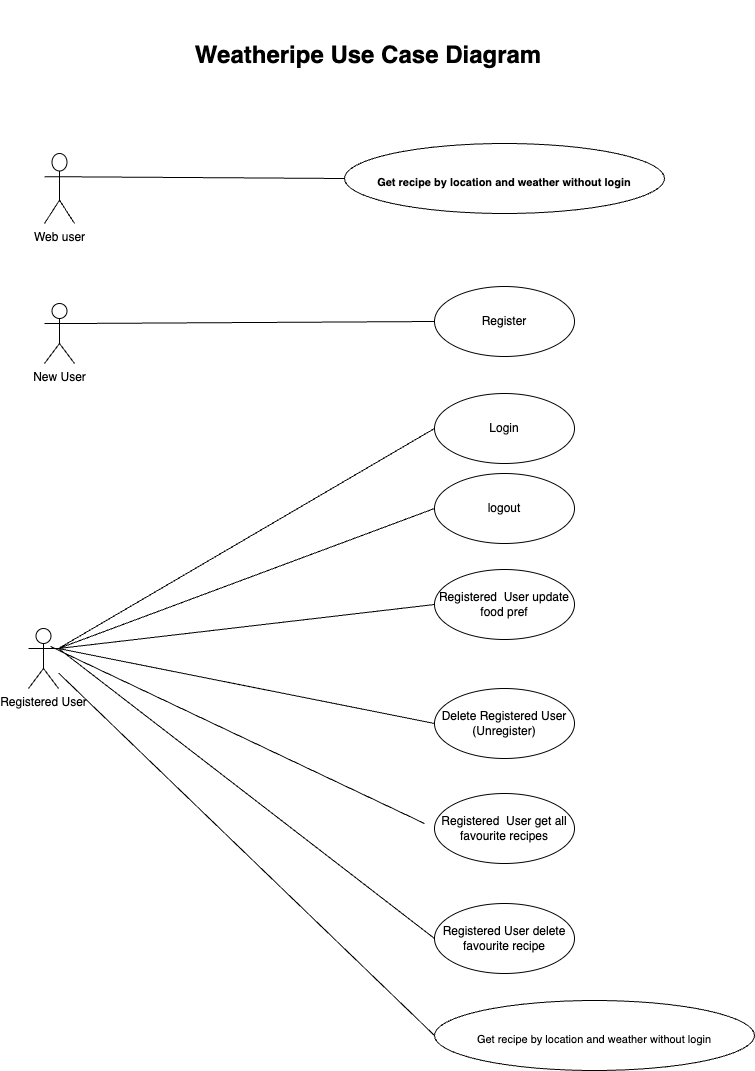 Weatheripe Use Case Diagram
Get recipe by location and weather without login
Web user
Register
New User
Login
logout
Registered  User update
food pref
Registered User
Delete Registered User
(Unregister)
Registered  User get all
favourite recipes
Registered User delete
favourite recipe
Get recipe by location and weather without login